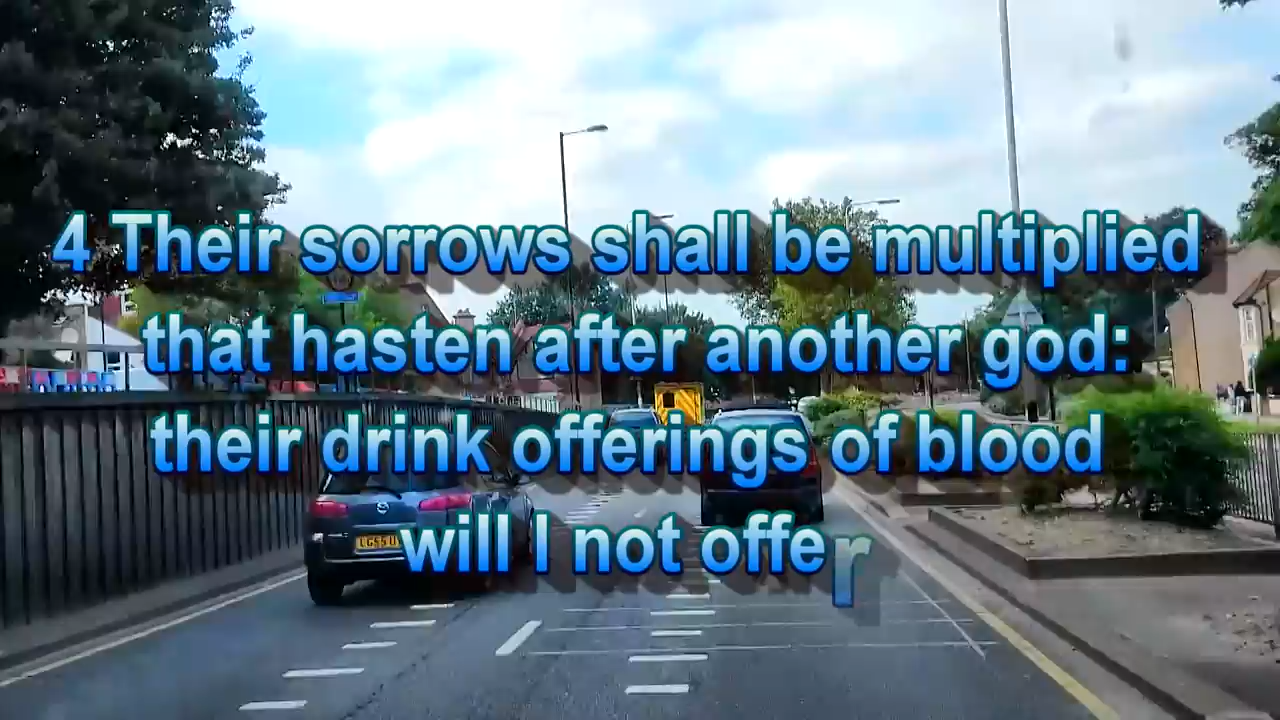 4 Their sorrows shall be multiplied
that hasten after another god:
their drink offerings of blood
will I not offer